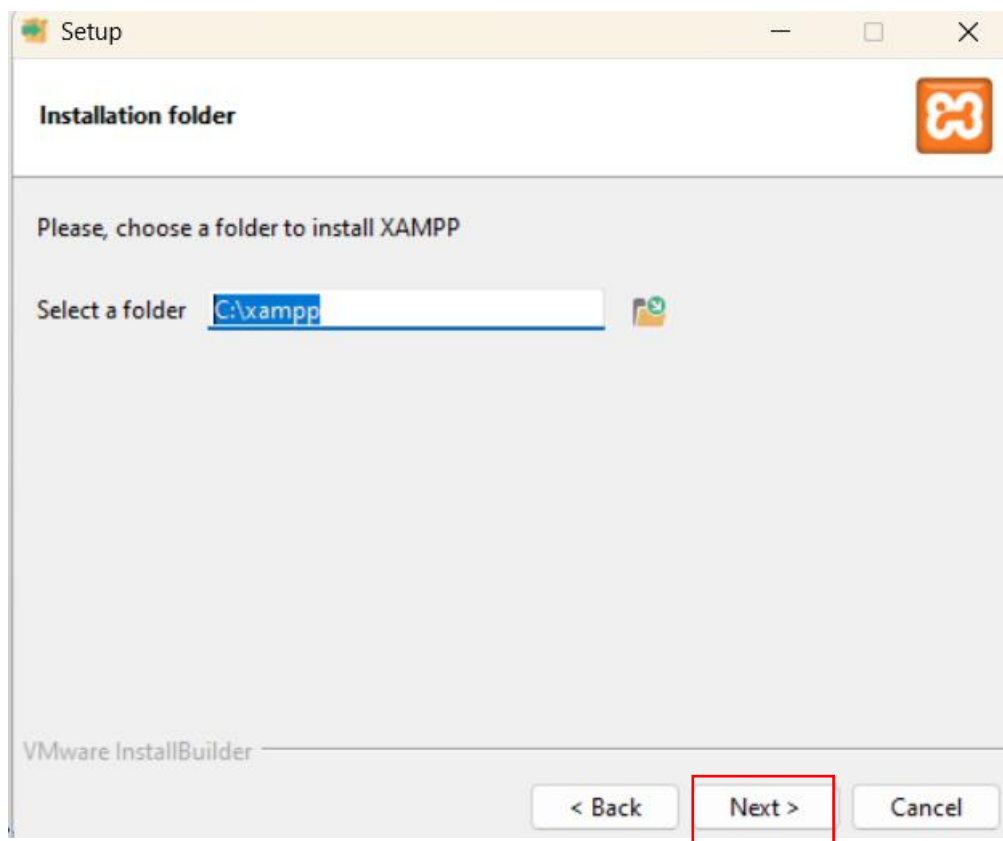 Setup
Installation folder
Please, choose a folder to install XAMPP
Select a folder C:\xampp
VMware InstallBuilder
< Back Next > Cancel